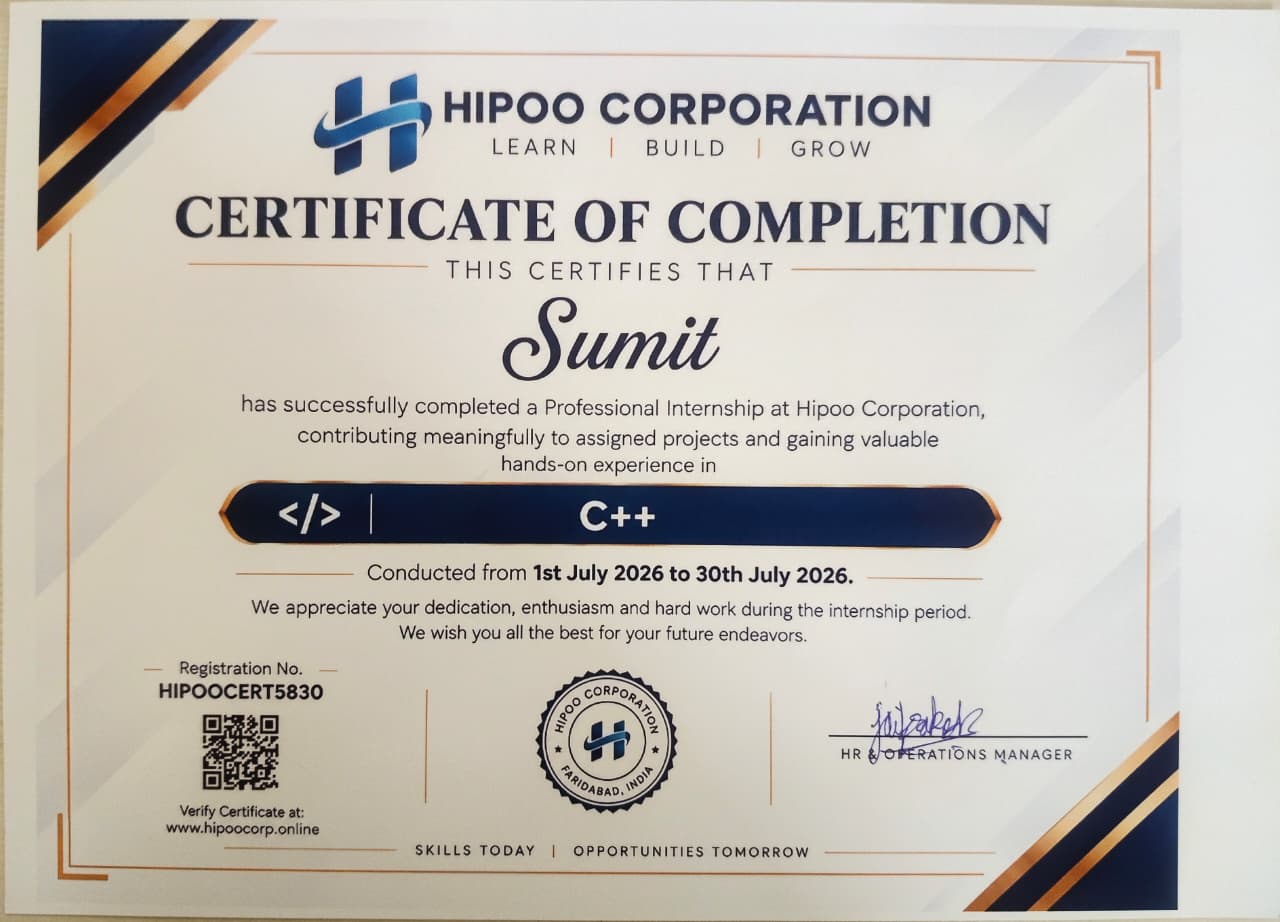 HIPOO CORPORATION
LEARN | BUILD | GROW
CERTIFICATE OF COMPLETION
THIS CERTIFIES THAT
Sumit
has successfully completed a Professional Internship at Hipoo Corporation,
contributing meaningfully to assigned projects and gaining valuable
hands-on experience in
</> | C++
Conducted from 1st July 2026 to 30th July 2026.
We appreciate your dedication, enthusiasm and hard work during the internship period.
We wish you all the best for your future endeavors.
Registration No.
HIPOOCERT5830
Verify Certificate at:
www.hipoocorp.online
HIPOO CORPORATION
FARIDABAD, INDIA
HR & OPERATIONS MANAGER
SKILLS TODAY | OPPORTUNITIES TOMORROW